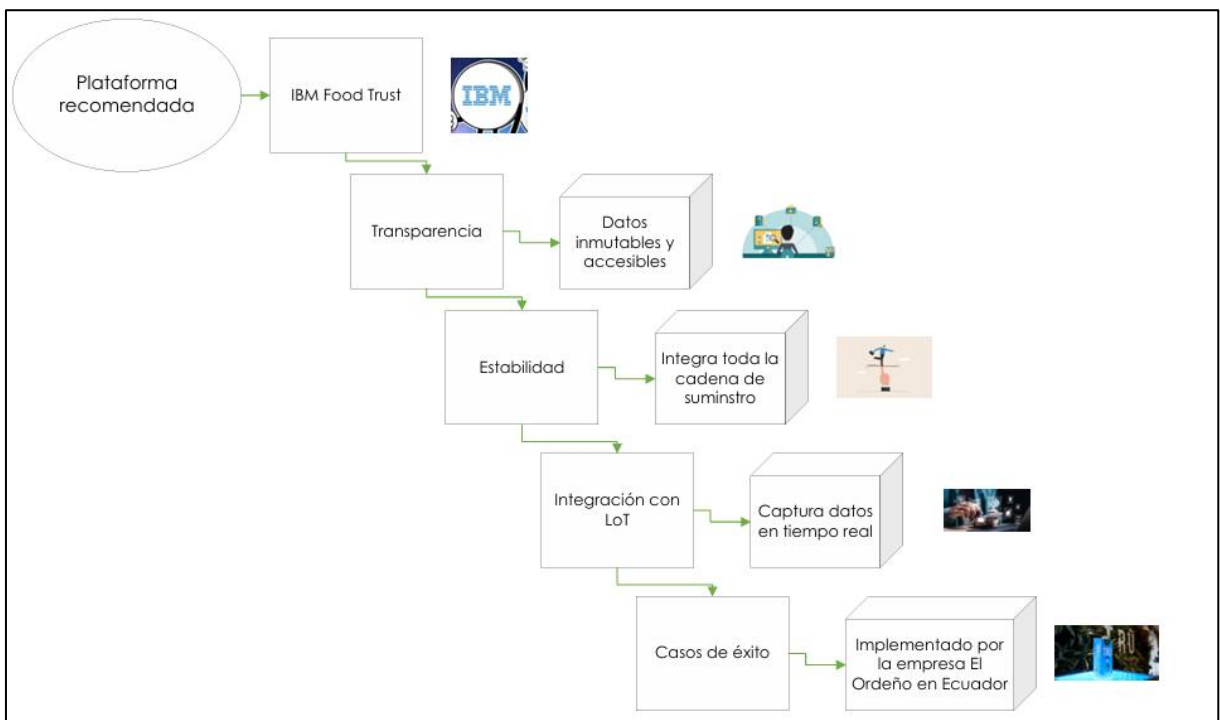 Plataforma
recomendada
IBM Food Trust
IBM
Transparencia
Datos
inmutables y
accesibles
Estabilidad
Integra toda la
cadena de
suminstro
Integración con
LoT
Captura datos
en tiempo real
Casos de éxito
Implementado por
la empresa El
Ordeño en Ecuador